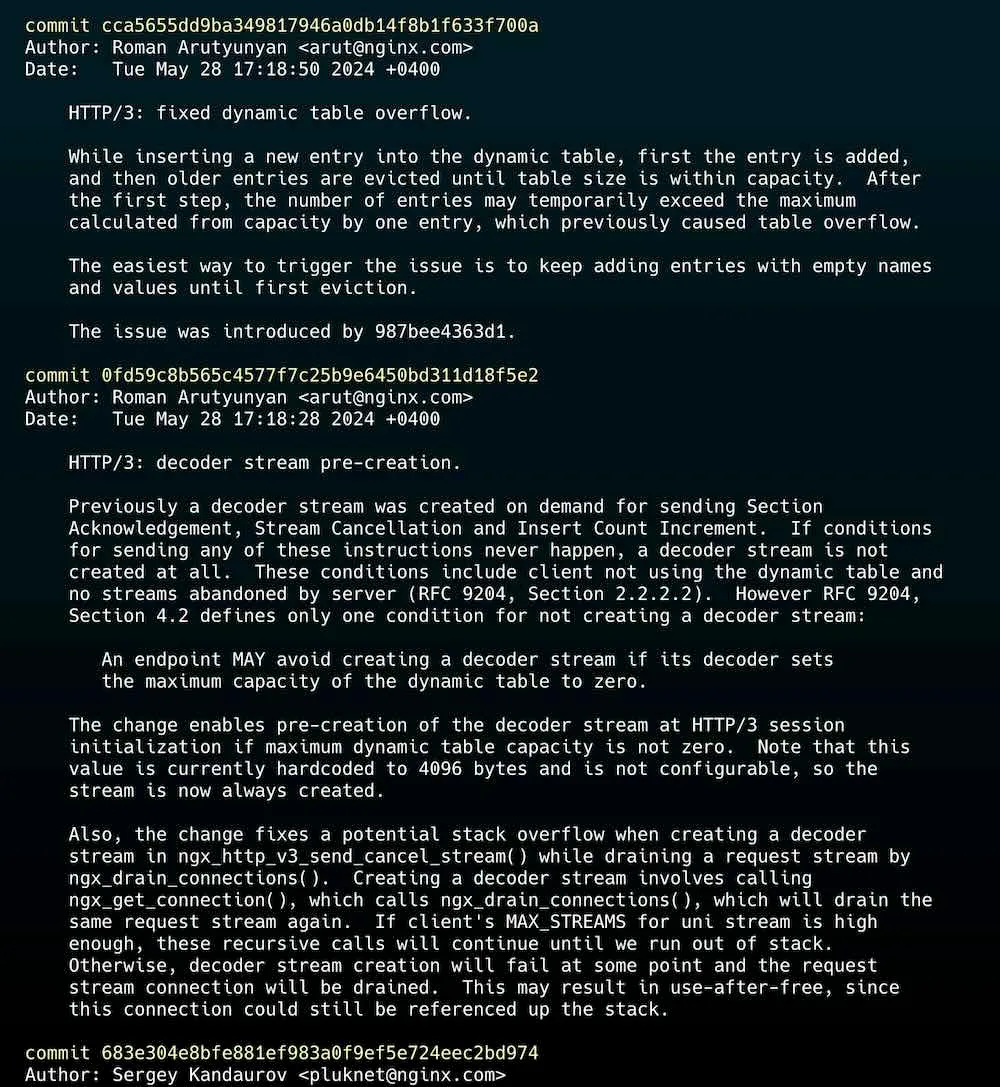 commit cca5655dd9ba349817946a0db14f8b1f633f700a
Author: Roman Arutyunyan <arut@nginx.com>
Date:   Tue May 28 17:18:50 2024 +0400
HTTP/3: fixed dynamic table overflow.
While inserting a new entry into the dynamic table, first the entry is added,
and then older entries are evicted until table size is within capacity.  After
the first step, the number of entries may temporarily exceed the maximum
calculated from capacity by one entry, which previously caused table overflow.
The easiest way to trigger the issue is to keep adding entries with empty names
and values until first eviction.
The issue was introduced by 987bee4363d1.
commit 0fd59c8b565c4577f7c25b9e6450bd311d18f5e2
Author: Roman Arutyunyan <arut@nginx.com>
Date:   Tue May 28 17:18:28 2024 +0400
HTTP/3: decoder stream pre-creation.
Previously a decoder stream was created on demand for sending Section
Acknowledgement, Stream Cancellation and Insert Count Increment.  If conditions
for sending any of these instructions never happen, a decoder stream is not
created at all.  These conditions include client not using the dynamic table and
no streams abandoned by server (RFC 9204, Section 2.2.2.2).  However RFC 9204,
Section 4.2 defines only one condition for not creating a decoder stream:
An endpoint MAY avoid creating a decoder stream if its decoder sets
the maximum capacity of the dynamic table to zero.
The change enables pre-creation of the decoder stream at HTTP/3 session
initialization if maximum dynamic table capacity is not zero.  Note that this
value is currently hardcoded to 4096 bytes and is not configurable, so the
stream is now always created.
Also, the change fixes a potential stack overflow when creating a decoder
stream in ngx_http_v3_send_cancel_stream() while draining a request stream by
ngx_drain_connections().  Creating a decoder stream involves calling
ngx_get_connection(), which calls ngx_drain_connections(), which will drain the
same request stream again.  If client's MAX_STREAMS for uni stream is high
enough, these recursive calls will continue until we run out of stack.
Otherwise, decoder stream creation will fail at some point and the request
stream connection will be drained.  This may result in use-after-free, since
this connection could still be referenced up the stack.
commit 683e304e8bfe881ef983a0f9ef5e724eec2bd974
Author: Sergey Kandaurov <pluknet@nginx.com>